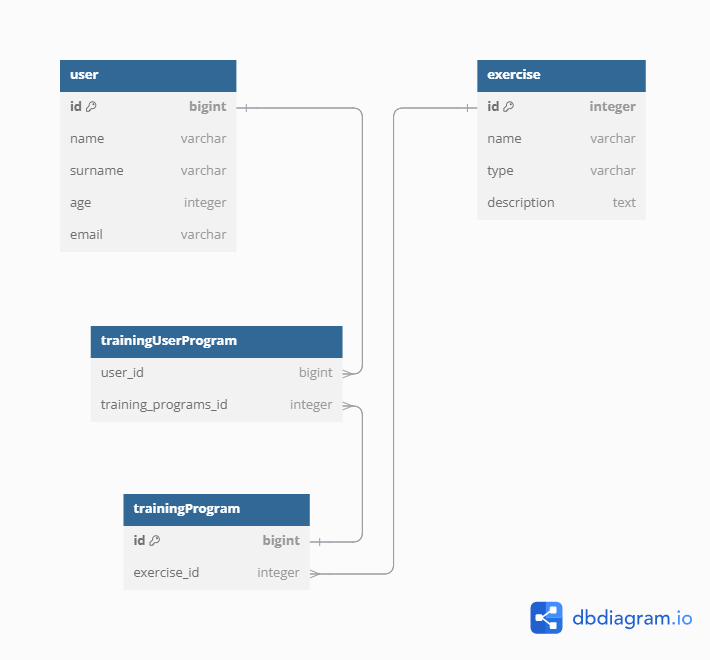 user
id bigint
name varchar
surname varchar
age integer
email varchar
exercise
id integer
name varchar
type varchar
description text
trainingUserProgram
user_id bigint
training_programs_id integer
trainingProgram
id bigint
exercise_id integer
dbdiagram.io